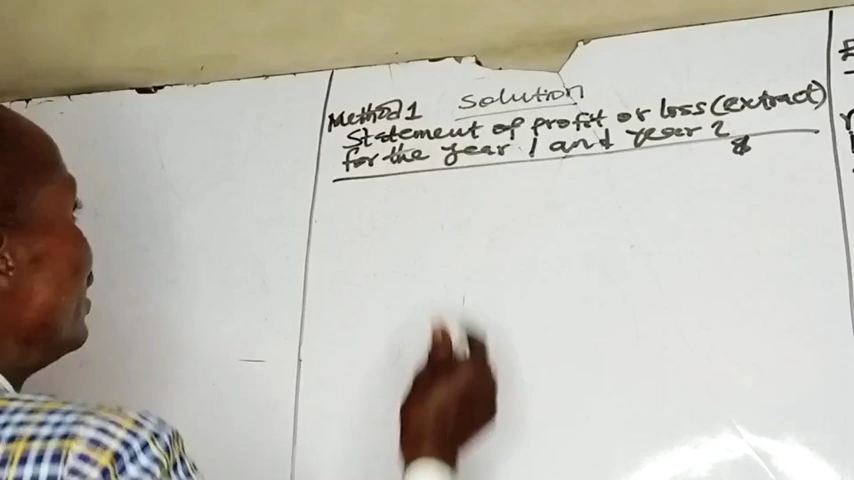 Solution
Method 1
Statement of profit or loss (extract)
for the year 1 and year 2
$